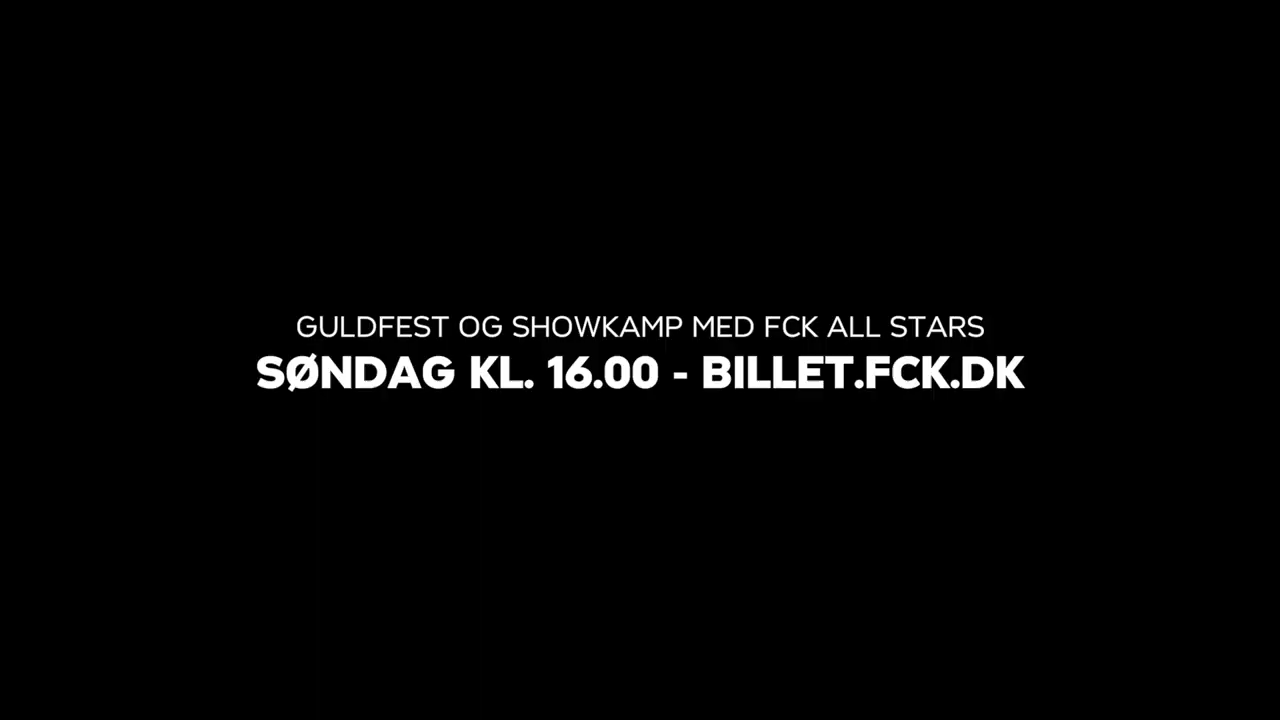 GULDFEST OG SHOWKAMP MED FCK ALL STARS
SØNDAG KL. 16.00 - BILLET.FCK.DK